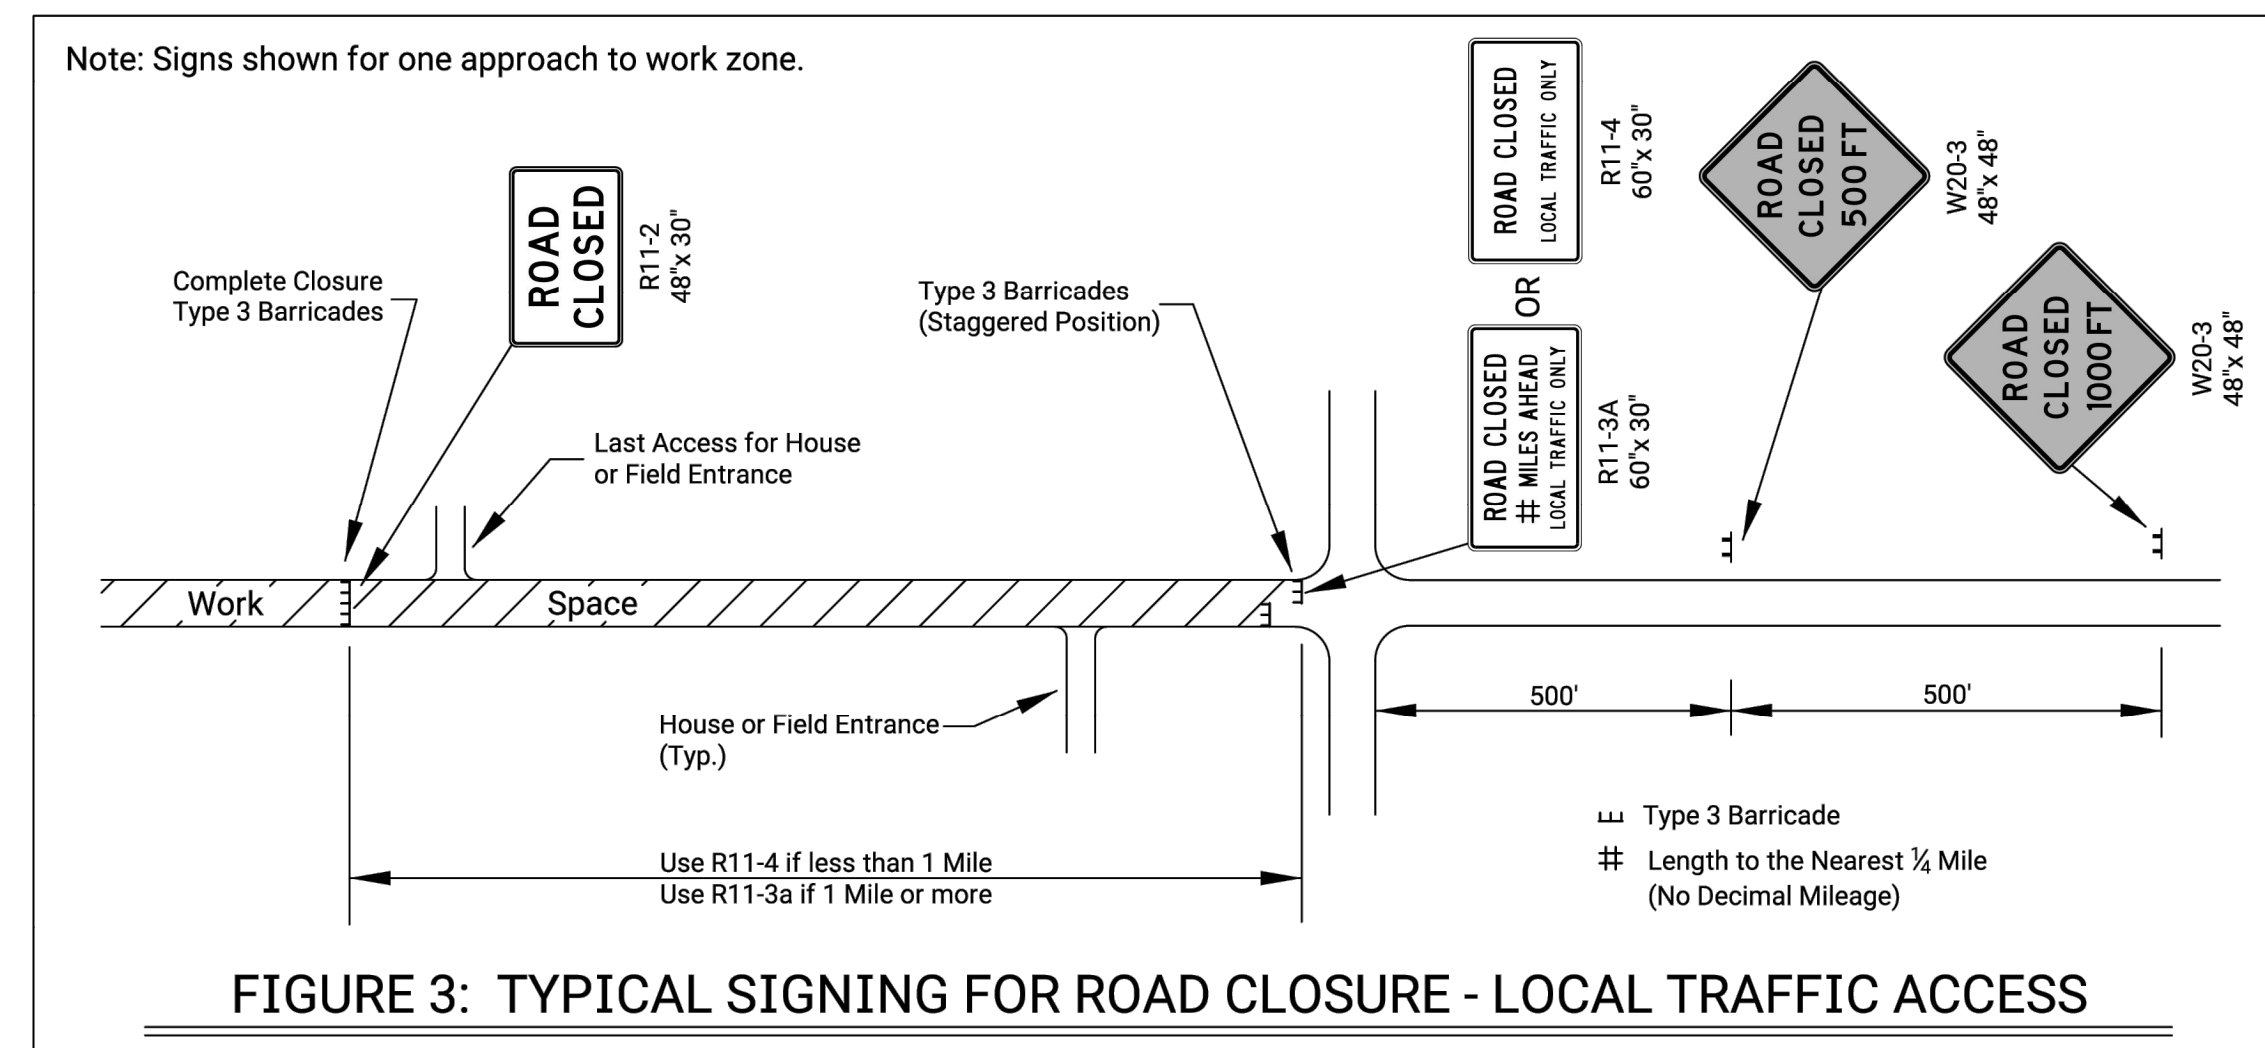 Note: Signs shown for one approach to work zone.
ROAD
CLOSED
R11-2
48"x 30"
Complete Closure
Type 3 Barricades
Type 3 Barricades
(Staggered Position)
ROAD CLOSED
LOCAL TRAFFIC ONLY
R11-4
60"x 30"
OR
ROAD CLOSED
# MILES AHEAD
LOCAL TRAFFIC ONLY
R11-3A
60"x 30"
ROAD
CLOSED
500FT
W20-3
48"x 48"
ROAD
CLOSED
1000FT
W20-3
48"x 48"
Last Access for House
or Field Entrance
Work
Space
House or Field Entrance
(Typ.)
500'
500'
Use R11-4 if less than 1 Mile
Use R11-3a if 1 Mile or more
Type 3 Barricade
# Length to the Nearest ¼ Mile
(No Decimal Mileage)
FIGURE 3: TYPICAL SIGNING FOR ROAD CLOSURE - LOCAL TRAFFIC ACCESS